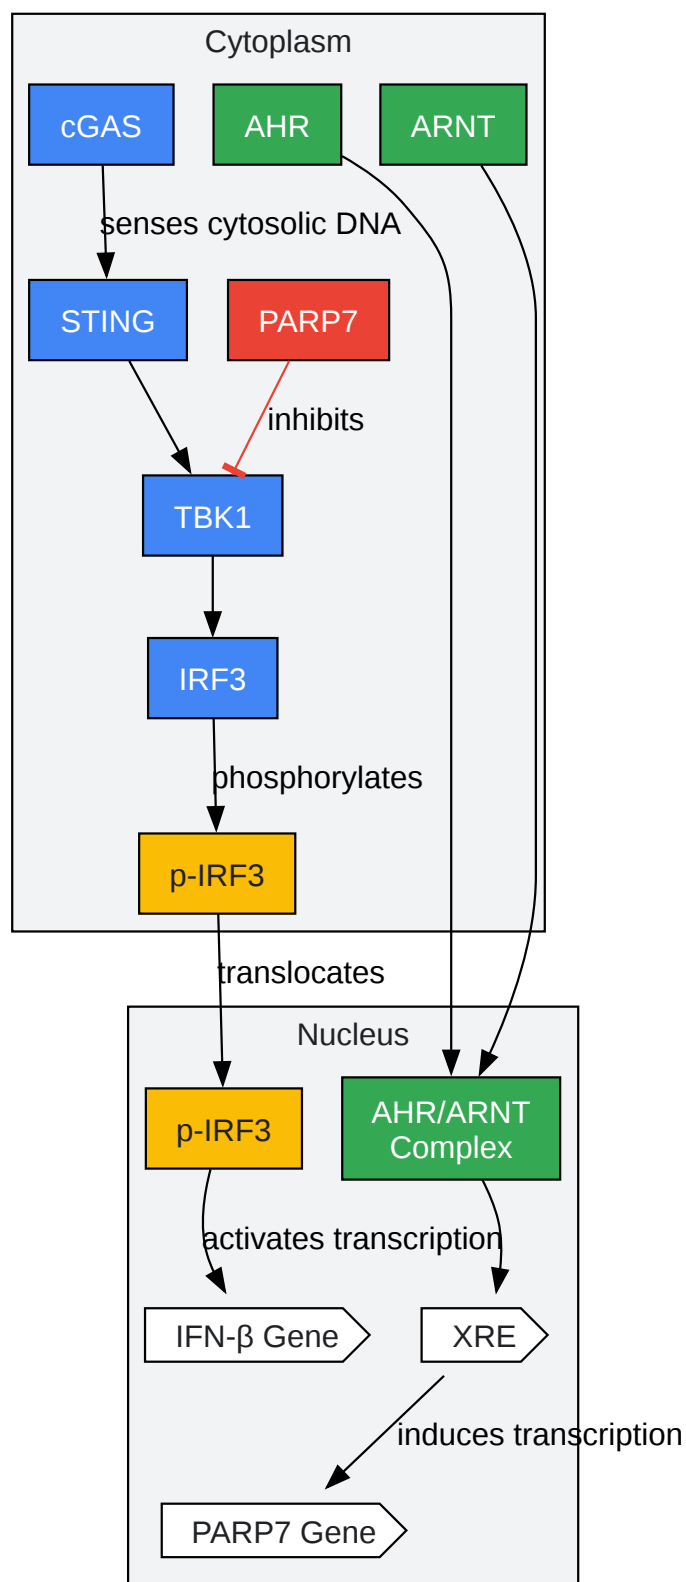 Cytoplasm
cGAS
AHR
ARNT
senses cytosolic DNA
STING
PARP7
inhibits
TBK1
IRF3
phosphorylates
p-IRF3
translocates
Nucleus
p-IRF3
AHR/ARNT
Complex
activates transcription
IFN-β Gene
XRE
induces transcription
PARP7 Gene